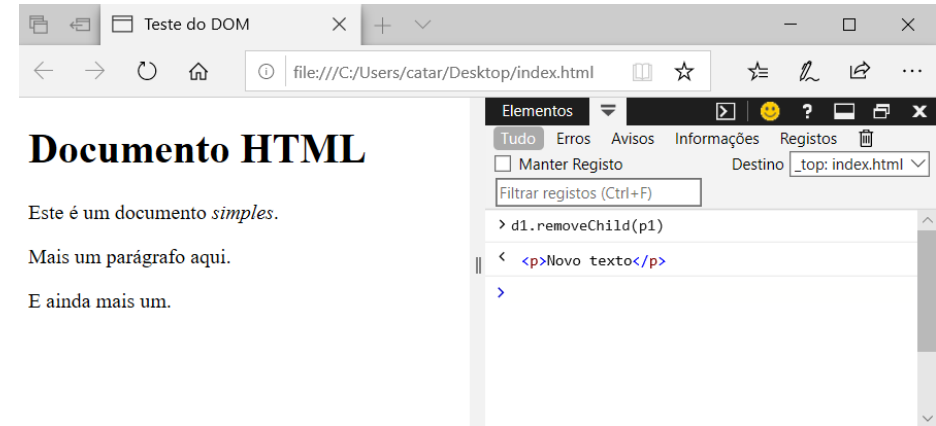 Teste do DOM
file:///C:/Users/catar/Desktop/index.html
Documento HTML
Este é um documento simples.
Mais um parágrafo aqui.
E ainda mais um.
Elementos
Tudo Erros Avisos Informações Registos
Manter Registo Destino _top: index.html
Filtrar registos (Ctrl+F)
> d1.removeChild(p1)
< <p>Novo texto</p>
>